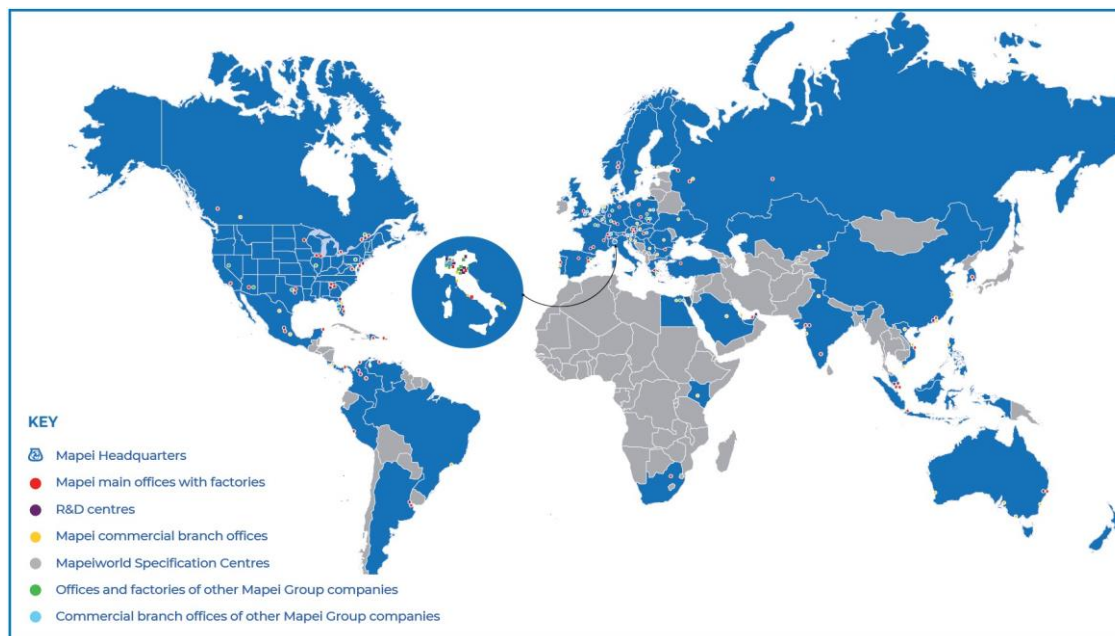 KEY
Mapei Headquarters
Mapei main offices with factories
R&D centres
Mapei commercial branch offices
Mapeiworld Specification Centres
Offices and factories of other Mapei Group companies
Commercial branch offices of other Mapei Group companies